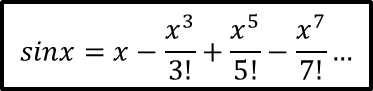 sinx = x − x³/3! + x⁵/5! − x⁷/7! ...